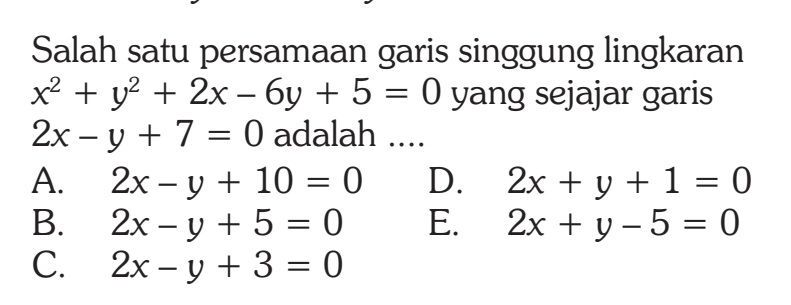 Salah satu persamaan garis singgung lingkaran
x² + y² + 2x – 6y + 5 = 0 yang sejajar garis
2x – y + 7 = 0 adalah ....
A. 2x – y + 10 = 0 D. 2x + y + 1 = 0
B. 2x – y + 5 = 0 E. 2x + y – 5 = 0
C. 2x – y + 3 = 0